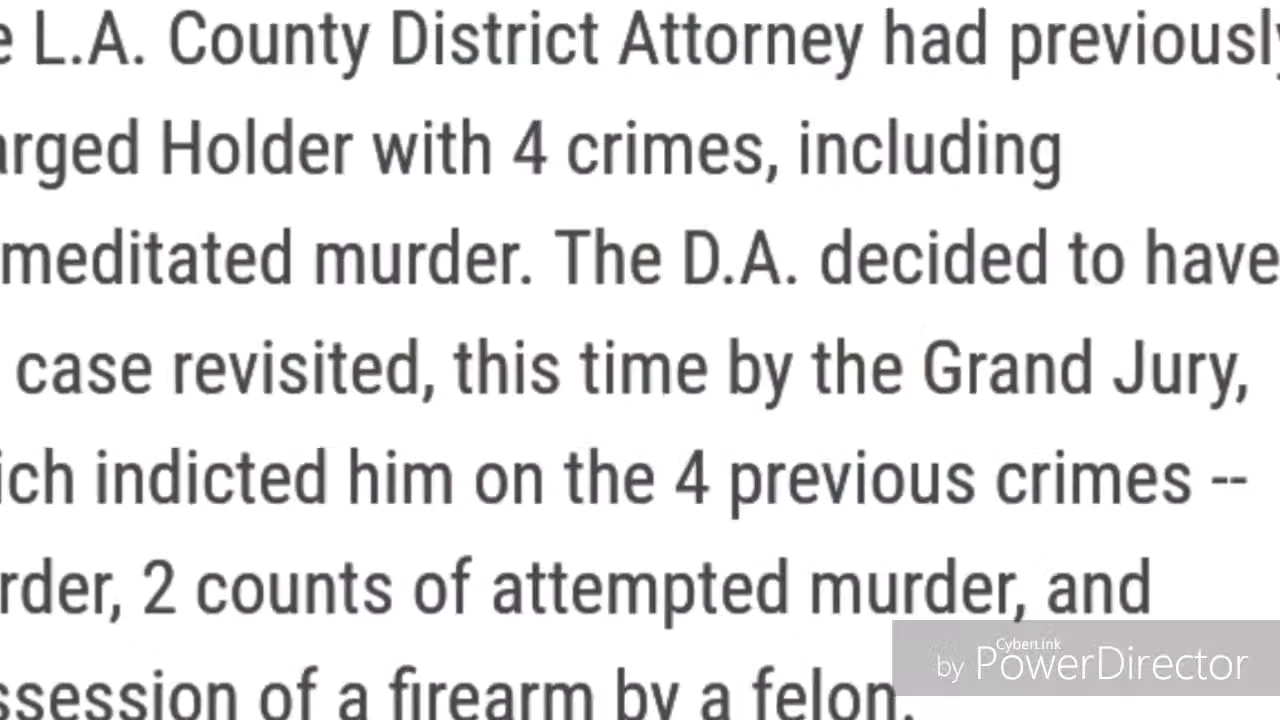 e L.A. County District Attorney had previously
arged Holder with 4 crimes, including
meditated murder. The D.A. decided to have
case revisited, this time by the Grand Jury,
ich indicted him on the 4 previous crimes --
rder, 2 counts of attempted murder, and
ssession of a firearm by a felon.
CyberLink
by PowerDirector